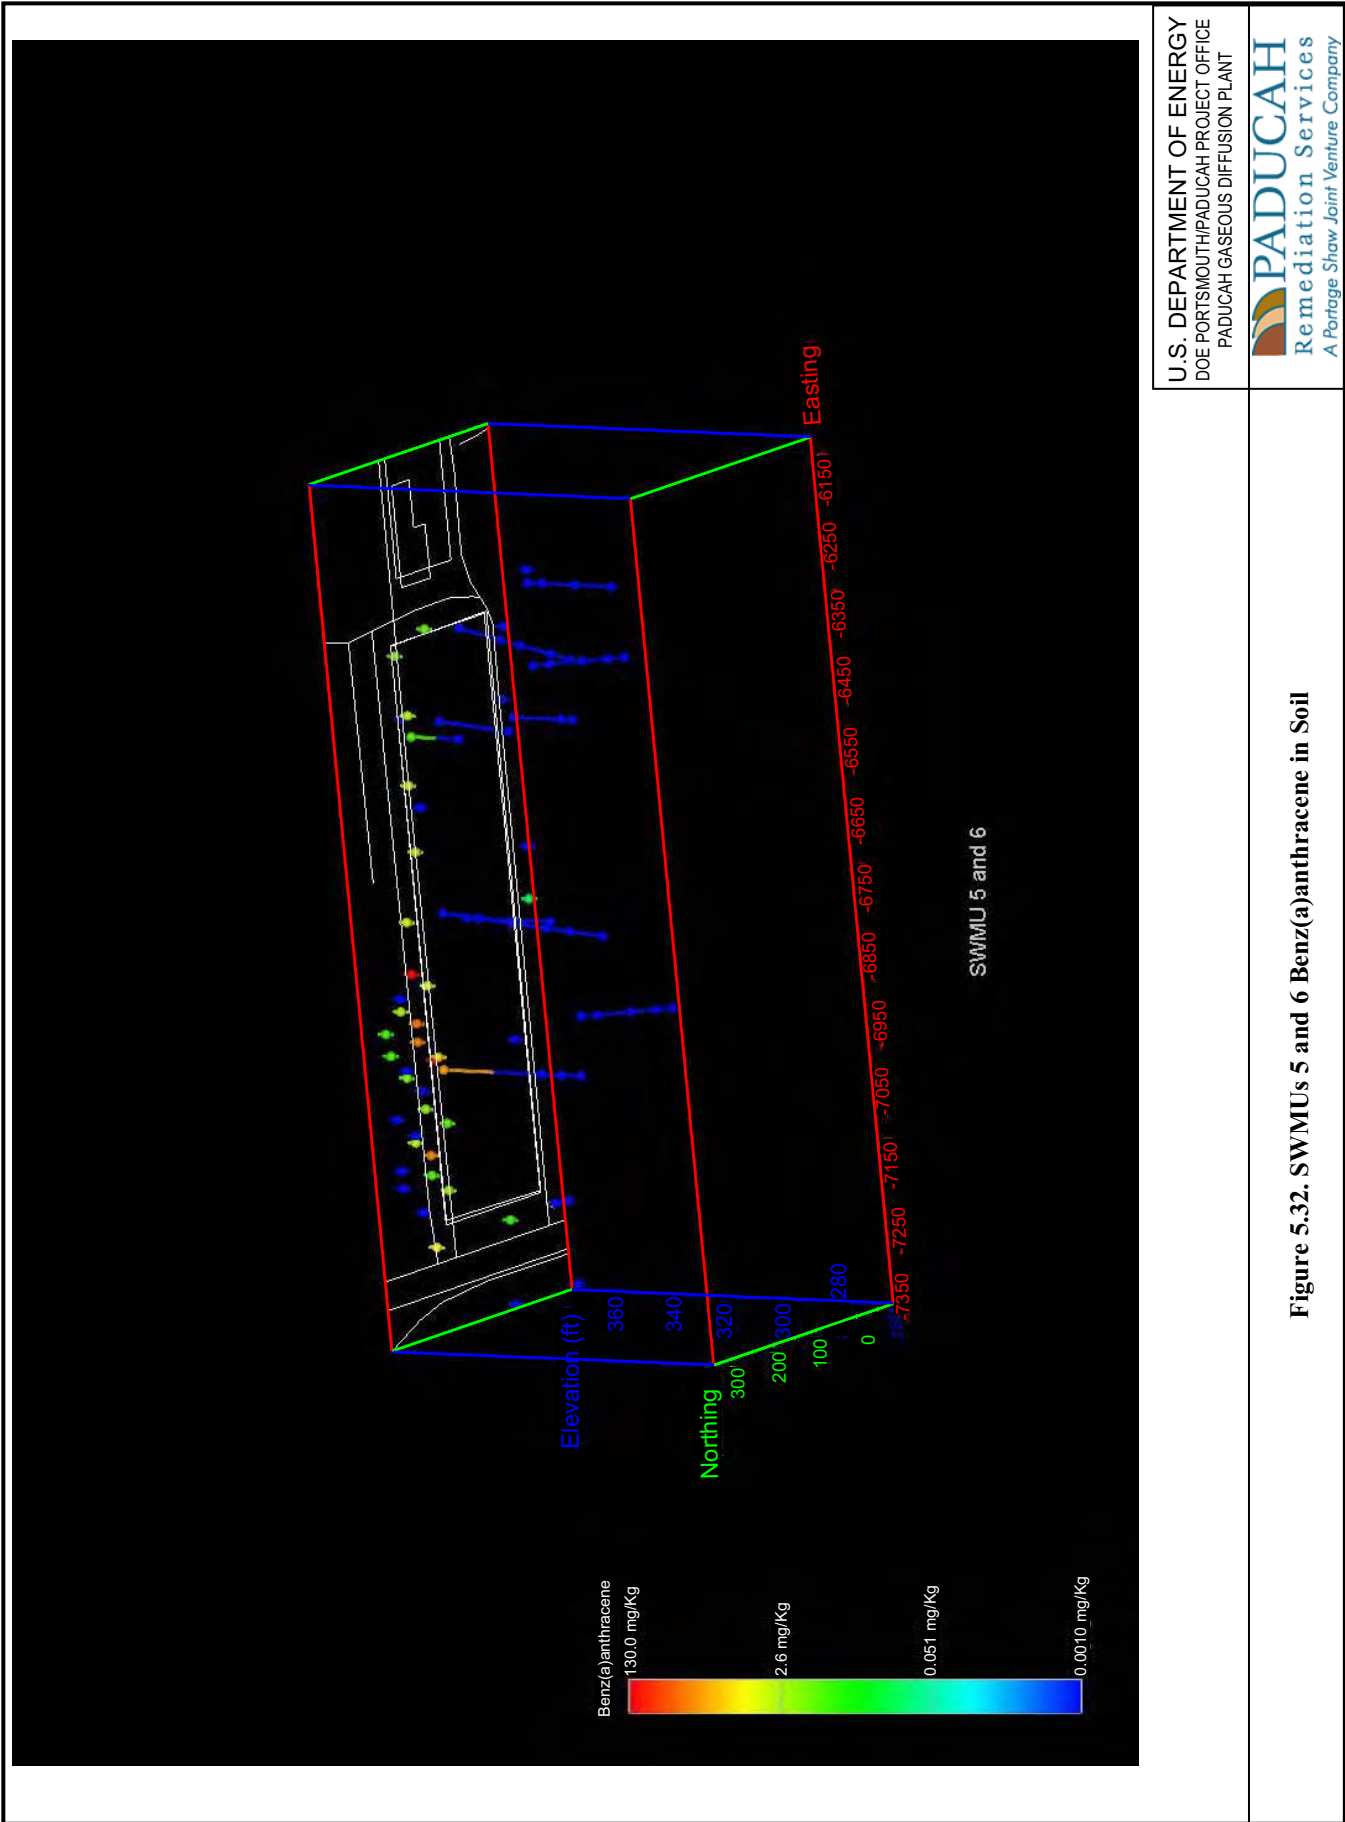 SWMU 5 and 6
Benz(a)anthracene
130.0 mg/Kg
2.6 mg/Kg
0.051 mg/Kg
0.0010 mg/Kg
Elevation (ft)
360
340
320
300
280
Northing
300
200
100
0
Easting
-7350
-7250
-7150
-7050
-6950
-6850
-6750
-6650
-6550
-6450
-6350
-6250
-6150
Figure 5.32. SWMUs 5 and 6 Benz(a)anthracene in Soil
U.S. DEPARTMENT OF ENERGY
DOE PORTSMOUTH/PADUCAH PROJECT OFFICE
PADUCAH GASEOUS DIFFUSION PLANT
PADUCAH
Remediation Services
A Portage Shaw Joint Venture Company